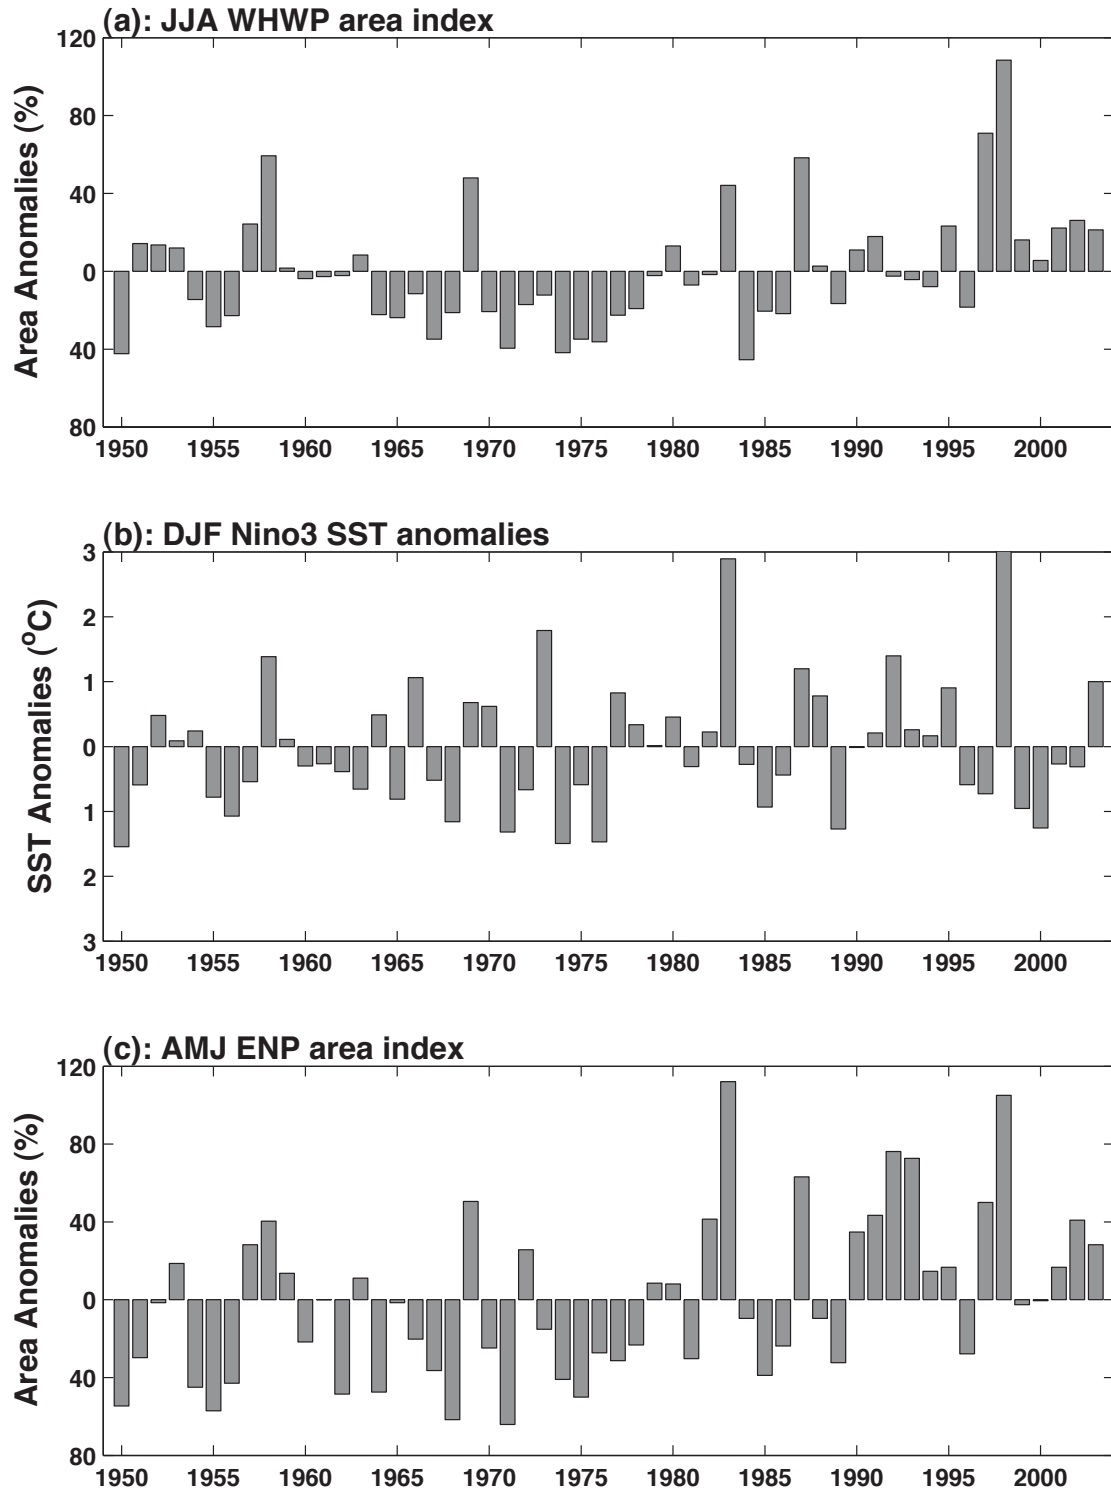 (a): JJA WHWP area index
120
80
40
0
40
80
Area Anomalies (%)
1950 1955 1960 1965 1970 1975 1980 1985 1990 1995 2000
(b): DJF Nino3 SST anomalies
3
2
1
0
1
2
3
SST Anomalies (°C)
1950 1955 1960 1965 1970 1975 1980 1985 1990 1995 2000
(c): AMJ ENP area index
120
80
40
0
40
80
Area Anomalies (%)
1950 1955 1960 1965 1970 1975 1980 1985 1990 1995 2000